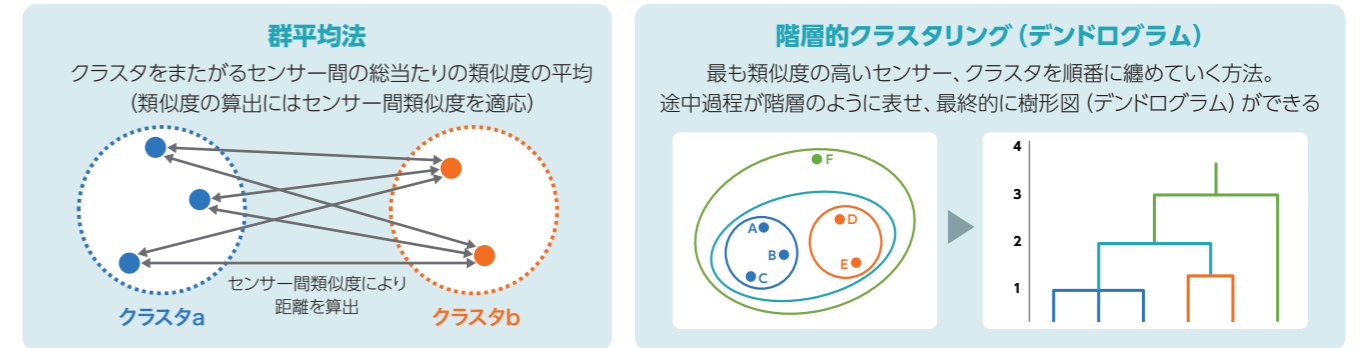 群平均法
クラスタをまたがるセンサー間の総当たりの類似度の平均
（類似度の算出にはセンサー間類似度を適応）
センサー間類似度により
距離を算出
クラスタa
クラスタb
階層的クラスタリング（デンドログラム）
最も類似度の高いセンサー、クラスタを順番に纏めていく方法。
途中過程が階層のように表せ、最終的に樹形図（デンドログラム）ができる
F
A
B
C
D
E
4
3
2
1